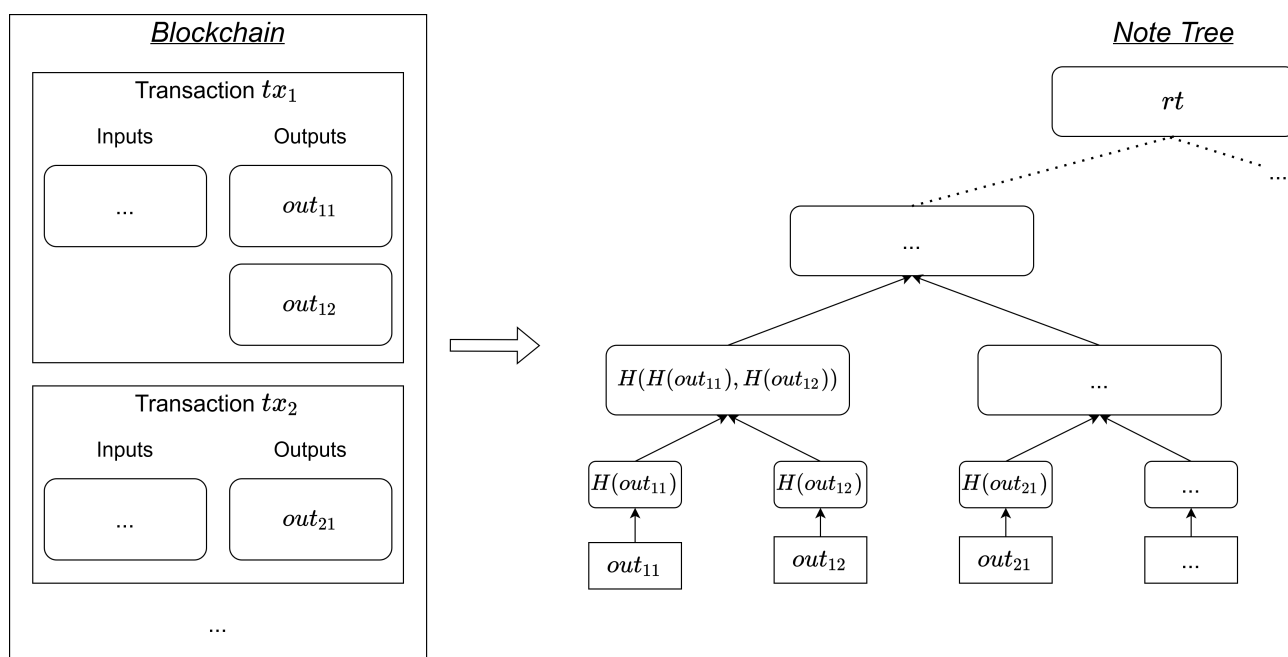 Blockchain
Transaction tx₁
Inputs Outputs
... out₁₁
out₁₂
Transaction tx₂
Inputs Outputs
... out₂₁
...
Note Tree
rt
...
...
H(H(out₁₁), H(out₁₂)) ...
H(out₁₁) H(out₁₂) H(out₂₁) ...
out₁₁ out₁₂ out₂₁ ...